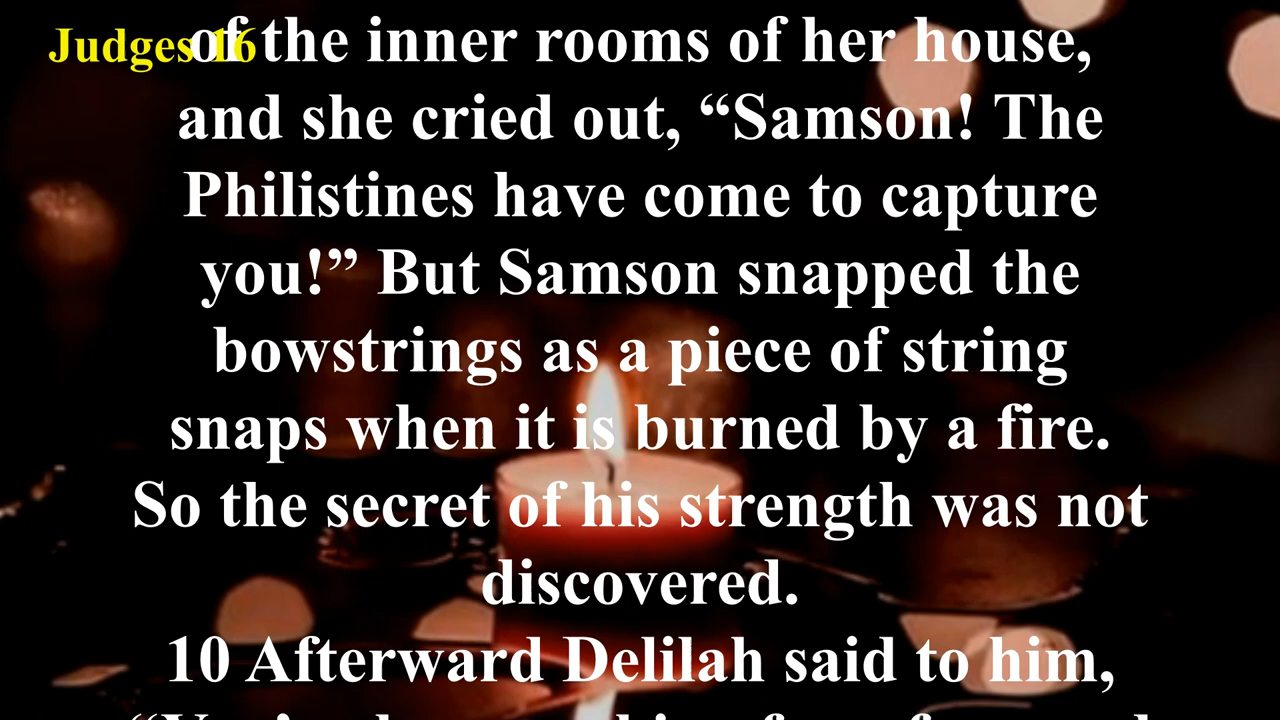 Judges 16
of the inner rooms of her house,
and she cried out, “Samson! The
Philistines have come to capture
you!” But Samson snapped the
bowstrings as a piece of string
snaps when it is burned by a fire.
So the secret of his strength was not
discovered.
10 Afterward Delilah said to him,